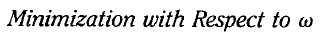 Minimization with Respect to ω